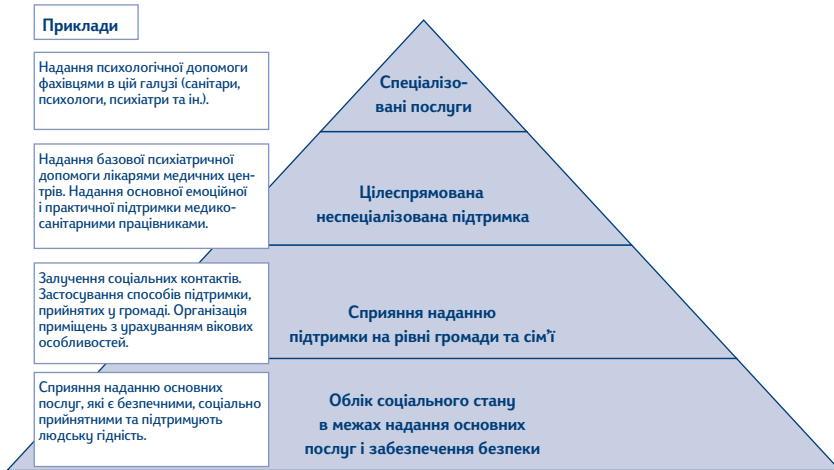 Приклади
Надання психологічної допомоги
фахівцями в цій галузі (санітари,
психологи, психіатри та ін.).
Спеціалізо-
вані послуги
Надання базової психіатричної
допомоги лікарями медичних цен-
трів. Надання основної емоційної
і практичної підтримки медико-
санітарними працівниками.
Цілеспрямована
неспеціалізована підтримка
Залучення соціальних контактів.
Застосування способів підтримки,
прийнятих у громаді. Організація
приміщень з урахуванням вікових
особливостей.
Сприяння наданню
підтримки на рівні громади та сім’ї
Сприяння наданню основних
послуг, які є безпечними, соціально
прийнятними та підтримують
людську гідність.
Облік соціального стану
в межах надання основних
послуг і забезпечення безпеки